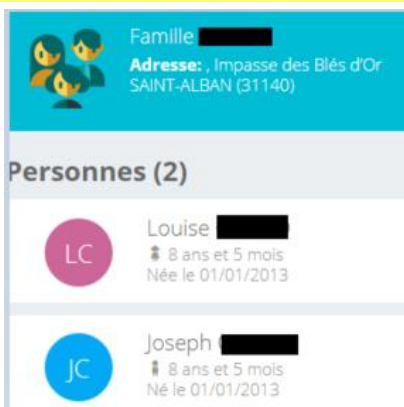 Famille
Adresse: , Impasse des Blés d'Or
SAINT-ALBAN (31140)
Personnes (2)
LC
Louise
8 ans et 5 mois
Née le 01/01/2013
JC
Joseph
8 ans et 5 mois
Né le 01/01/2013